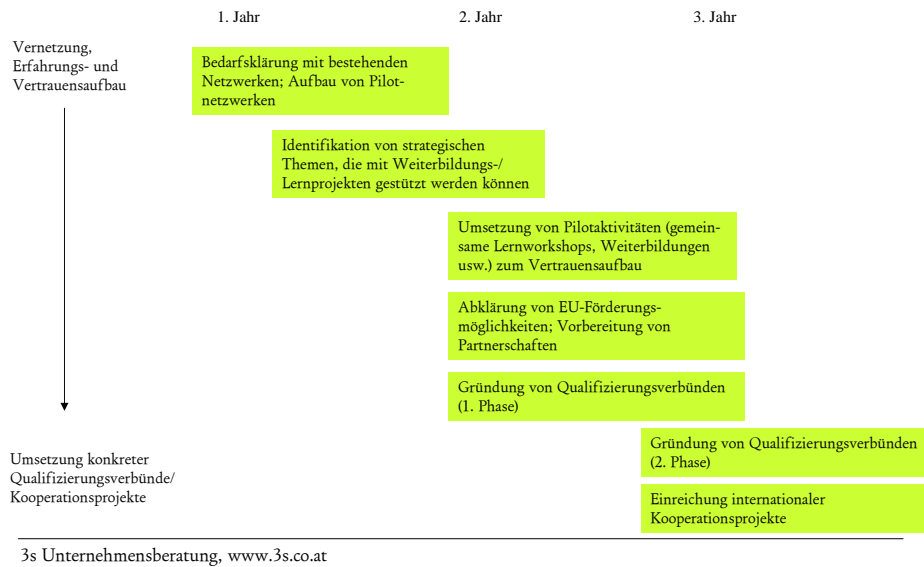 1. Jahr
2. Jahr
3. Jahr
Vernetzung,
Erfahrungs- und
Vertrauensaufbau
Bedarfsklärung mit bestehenden
Netzwerken; Aufbau von Pilot-
netzwerken
Identifikation von strategischen
Themen, die mit Weiterbildungs-/
Lernprojekten gestützt werden können
Umsetzung von Pilotaktivitäten (gemein-
same Lernworkshops, Weiterbildungen
usw.) zum Vertrauensaufbau
Abklärung von EU-Förderungs-
möglichkeiten; Vorbereitung von
Partnerschaften
Gründung von Qualifizierungsverbünden
(1. Phase)
Gründung von Qualifizierungsverbünden
(2. Phase)
Umsetzung konkreter
Qualifizierungsverbünde/
Kooperationsprojekte
Einreichung internationaler
Kooperationsprojekte
3s Unternehmensberatung, www.3s.co.at